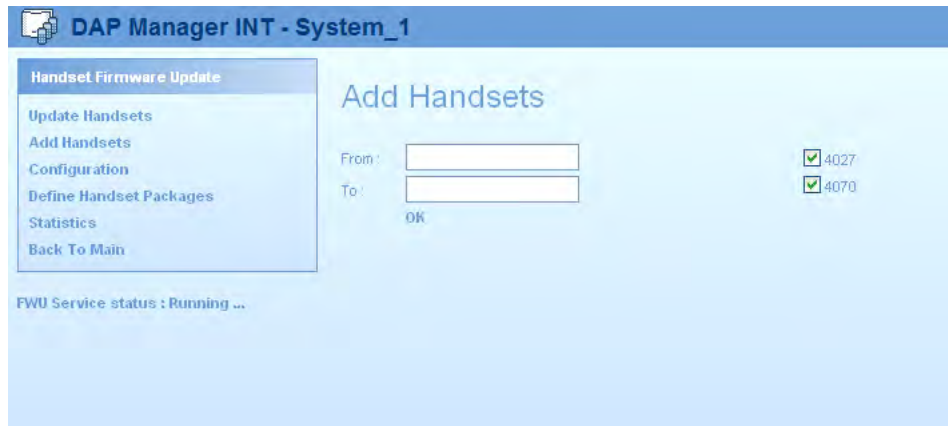 DAP Manager INT - System_1
Handset Firmware Update
Update Handsets
Add Handsets
Configuration
Define Handset Packages
Statistics
Back To Main
FWU Service status : Running ...
Add Handsets
From :
To :
OK
4027
4070